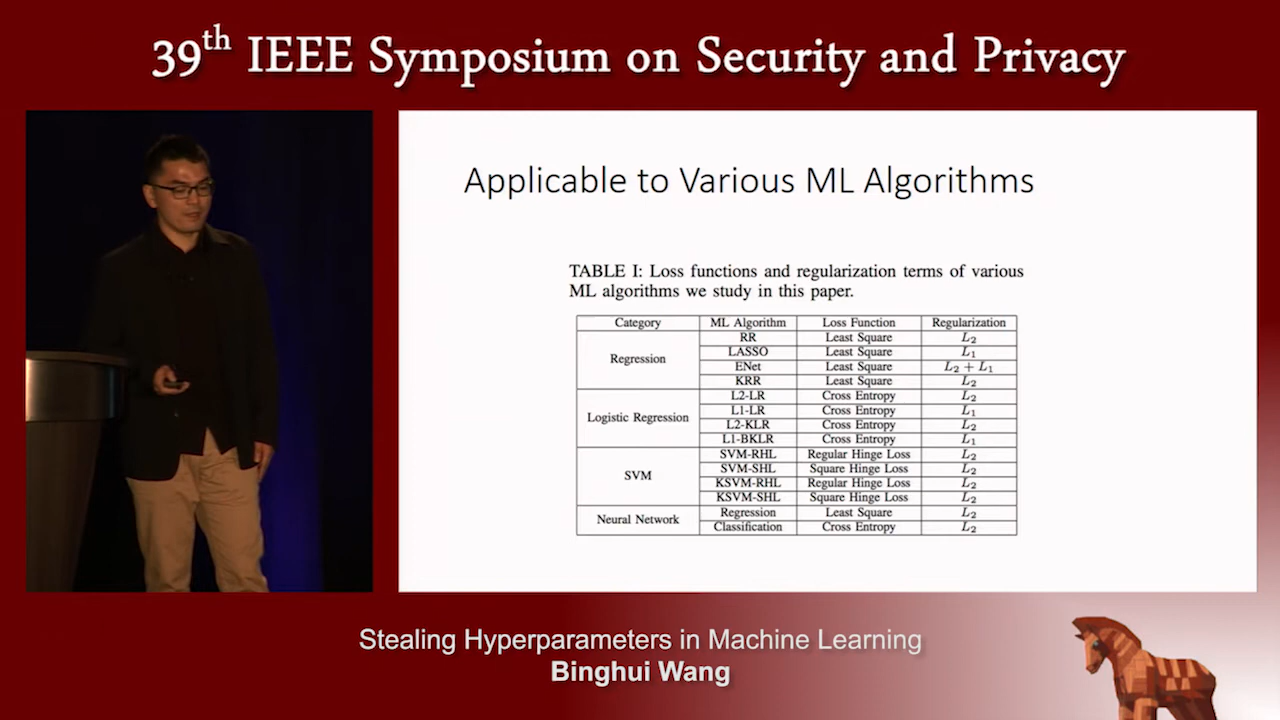 39th IEEE Symposium on Security and Privacy
Applicable to Various ML Algorithms
TABLE I: Loss functions and regularization terms of various
ML algorithms we study in this paper.
Category ML Algorithm Loss Function Regularization
Regression
RR Least Square L2
LASSO Least Square L1
ENet Least Square L2 + L1
KRR Least Square L2
Logistic Regression
L2-LR Cross Entropy L2
L1-LR Cross Entropy L1
L2-KLR Cross Entropy L2
L1-BKLR Cross Entropy L1
SVM
SVM-RHL Regular Hinge Loss L2
SVM-SHL Square Hinge Loss L2
KSVM-RHL Regular Hinge Loss L2
KSVM-SHL Square Hinge Loss L2
Neural Network
Regression Least Square L2
Classification Cross Entropy L2
Stealing Hyperparameters in Machine Learning
Binghui Wang